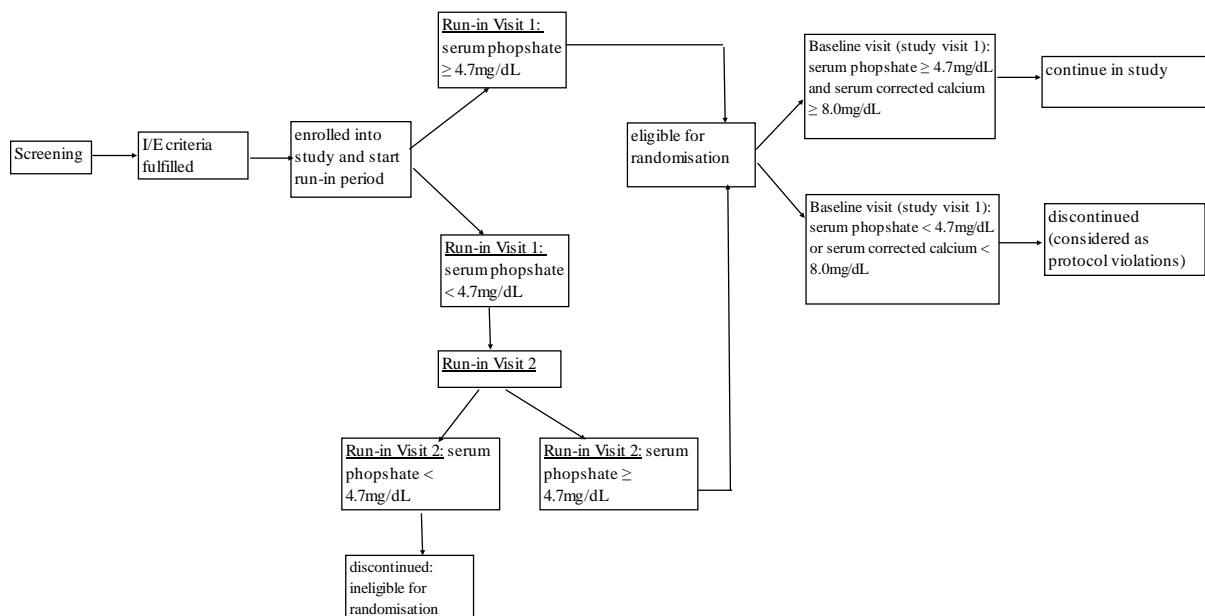 Screening
I/E criteria
fulfilled
enrolled into
study and start
run-in period
Run-in Visit 1:
serum phopshate
≥ 4.7mg/dL
Run-in Visit 1:
serum phopshate
< 4.7mg/dL
Run-in Visit 2
Run-in Visit 2: serum
phopshate <
4.7mg/dL
Run-in Visit 2: serum
phopshate ≥
4.7mg/dL
discontinued:
ineligible for
randomisation
eligible for
randomisation
Baseline visit (study visit 1):
serum phopshate ≥ 4.7mg/dL
and serum corrected calcium
≥ 8.0mg/dL
continue in study
Baseline visit (study visit 1):
serum phopshate < 4.7mg/dL
or serum corrected calcium <
8.0mg/dL
discontinued
(considered as
protocol violations)